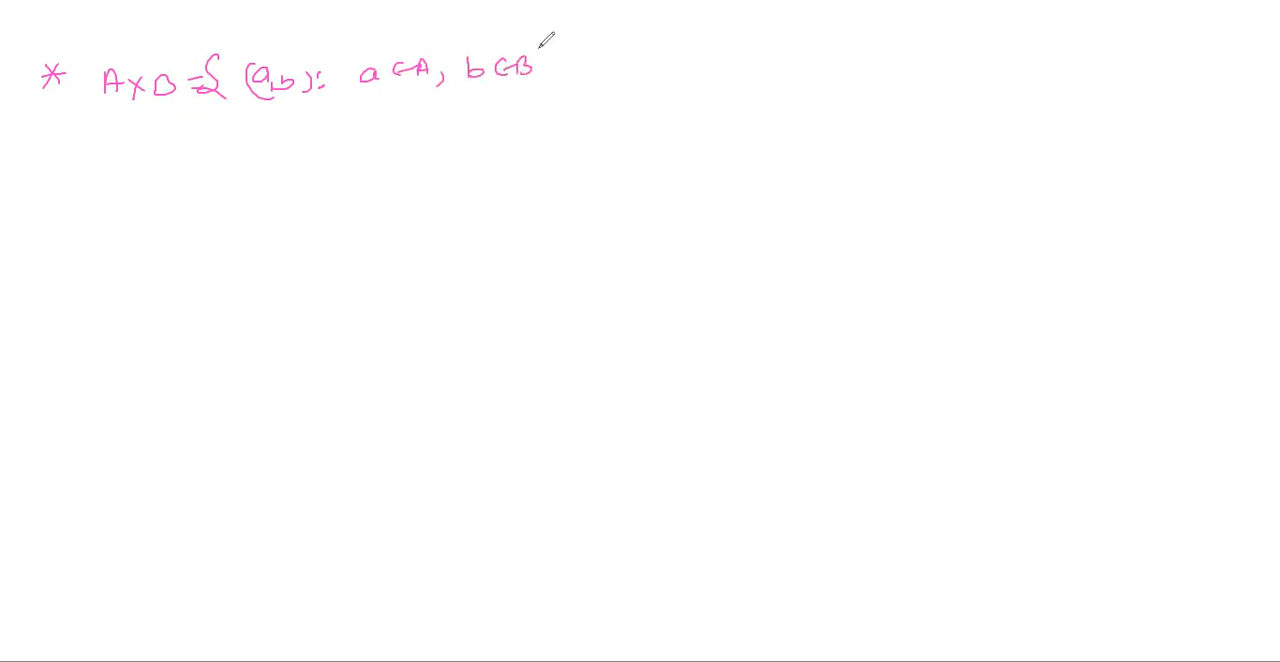 * A×B = { (a,b): a∈A, b∈B